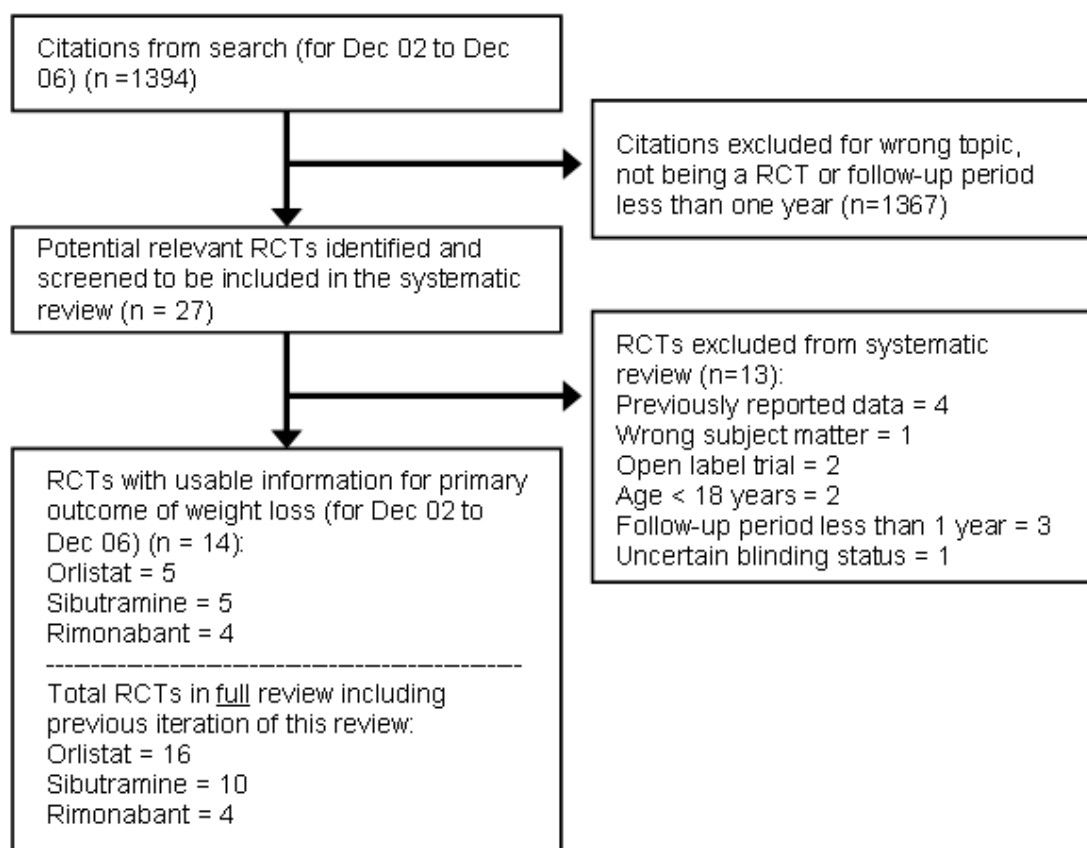 Citations from search (for Dec 02 to Dec
06) (n =1394)
Citations excluded for wrong topic,
not being a RCT or follow-up period
less than one year (n=1367)
Potential relevant RCTs identified and
screened to be included in the systematic
review (n = 27)
RCTs excluded from systematic
review (n=13):
Previously reported data = 4
Wrong subject matter = 1
Open label trial = 2
Age < 18 years = 2
Follow-up period less than 1 year = 3
Uncertain blinding status = 1
RCTs with usable information for primary
outcome of weight loss (for Dec 02 to
Dec 06) (n = 14):
Orlistat = 5
Sibutramine = 5
Rimonabant = 4
Total RCTs in full review including
previous iteration of this review:
Orlistat = 16
Sibutramine = 10
Rimonabant = 4